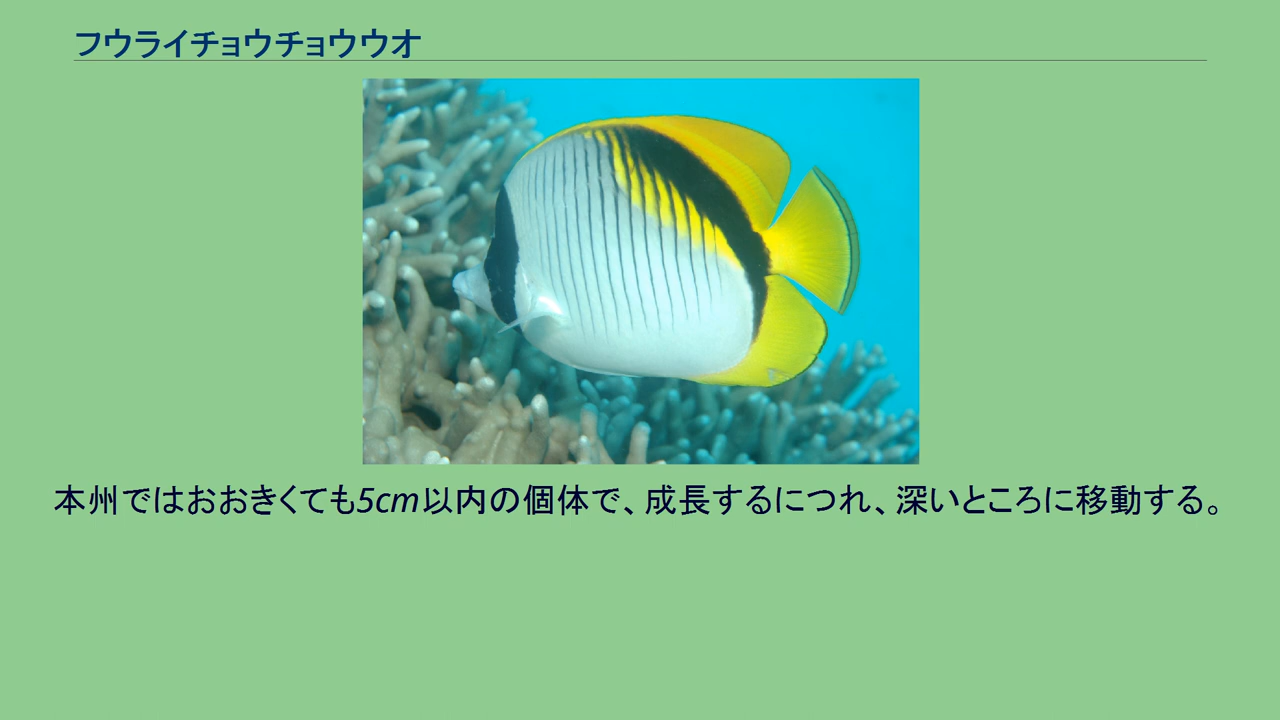 フウライチョウチョウウオ
本州ではおおきくても5cm以内の個体で、成長するにつれ、深いところに移動する。